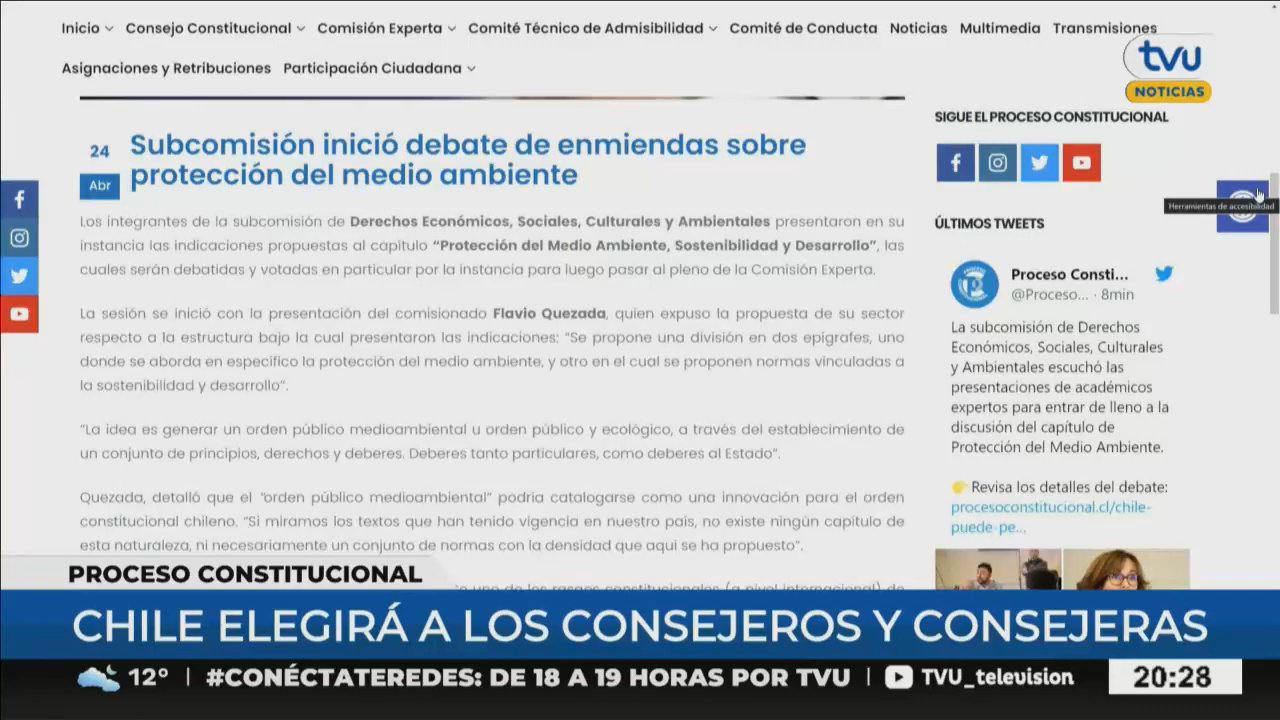 Inicio Consejo Constitucional Comisión Experta Comité Técnico de Admisibilidad Comité de Conducta Noticias Multimedia Transmisiones
Asignaciones y Retribuciones Participación Ciudadana
tvu
NOTICIAS
24
Abr
Subcomisión inició debate de enmiendas sobre
protección del medio ambiente
Los integrantes de la subcomisión de Derechos Económicos, Sociales, Culturales y Ambientales presentaron en su
instancia las indicaciones propuestas al capítulo “Protección del Medio Ambiente, Sostenibilidad y Desarrollo”, las
cuales serán debatidas y votadas en particular por la instancia para luego pasar al pleno de la Comisión Experta.
La sesión se inició con la presentación del comisionado Flavio Quezada, quien expuso la propuesta de su sector
respecto a la estructura bajo la cual presentaron las indicaciones: “Se propone una división en dos epígrafes, uno
donde se aborda en específico la protección del medio ambiente, y otro en el cual se proponen normas vinculadas a
la sostenibilidad y desarrollo”.
“La idea es generar un orden público medioambiental u orden público y ecológico, a través del establecimiento de
un conjunto de principios, derechos y deberes. Deberes tanto particulares, como deberes al Estado”.
Quezada, detalló que el “orden público medioambiental” podría catalogarse como una innovación para el orden
constitucional chileno. “Si miramos los textos que han tenido vigencia en nuestro país, no existe ningún capítulo de
esta naturaleza, ni necesariamente un conjunto de normas con la densidad que aquí se ha propuesto”.
uno de los rasgos constitucionales (a nivel internacional) de
SIGUE EL PROCESO CONSTITUCIONAL
Herramientas de accesibilidad
ÚLTIMOS TWEETS
Proceso Consti...
@Proceso... · 8min
La subcomisión de Derechos
Económicos, Sociales, Culturales
y Ambientales escuchó las
presentaciones de académicos
expertos para entrar de lleno a la
discusión del capítulo de
Protección del Medio Ambiente.
👉 Revisa los detalles del debate:
procesoconstitucional.cl/chile-
puede-pe...
PROCESO CONSTITUCIONAL
CHILE ELEGIRÁ A LOS CONSEJEROS Y CONSEJERAS
12° | #CONÉCTATEREDES: DE 18 A 19 HORAS POR TVU | TVU_television
20:28